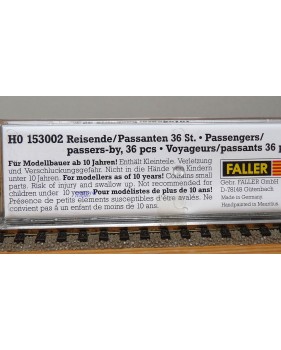 H0 153002 Reisende/Passanten 36 St. • Passengers/
passers-by, 36 pcs • Voyageurs/passants 36 p
Für Modellbauer ab 10 Jahren! Enthält Kleinteile. Verletzung
und Verschluckungsgefahr. Nicht in die Hände von Kindern
unter 10 Jahren. For modellers as of 10 years! Contains small
parts. Risk of injury and swallow up. Not recommended for
children under 10 years! Pour modélistes à partir de 10 ans!
Présence de petits éléments susceptibles d'être avalés. Ne
convient pas à un enfant de moins de 10 ans.
FALLER
Gebr. FALLER GmbH
D-78148 Gütenbach
Made in Germany
Handpainted in Mauritius